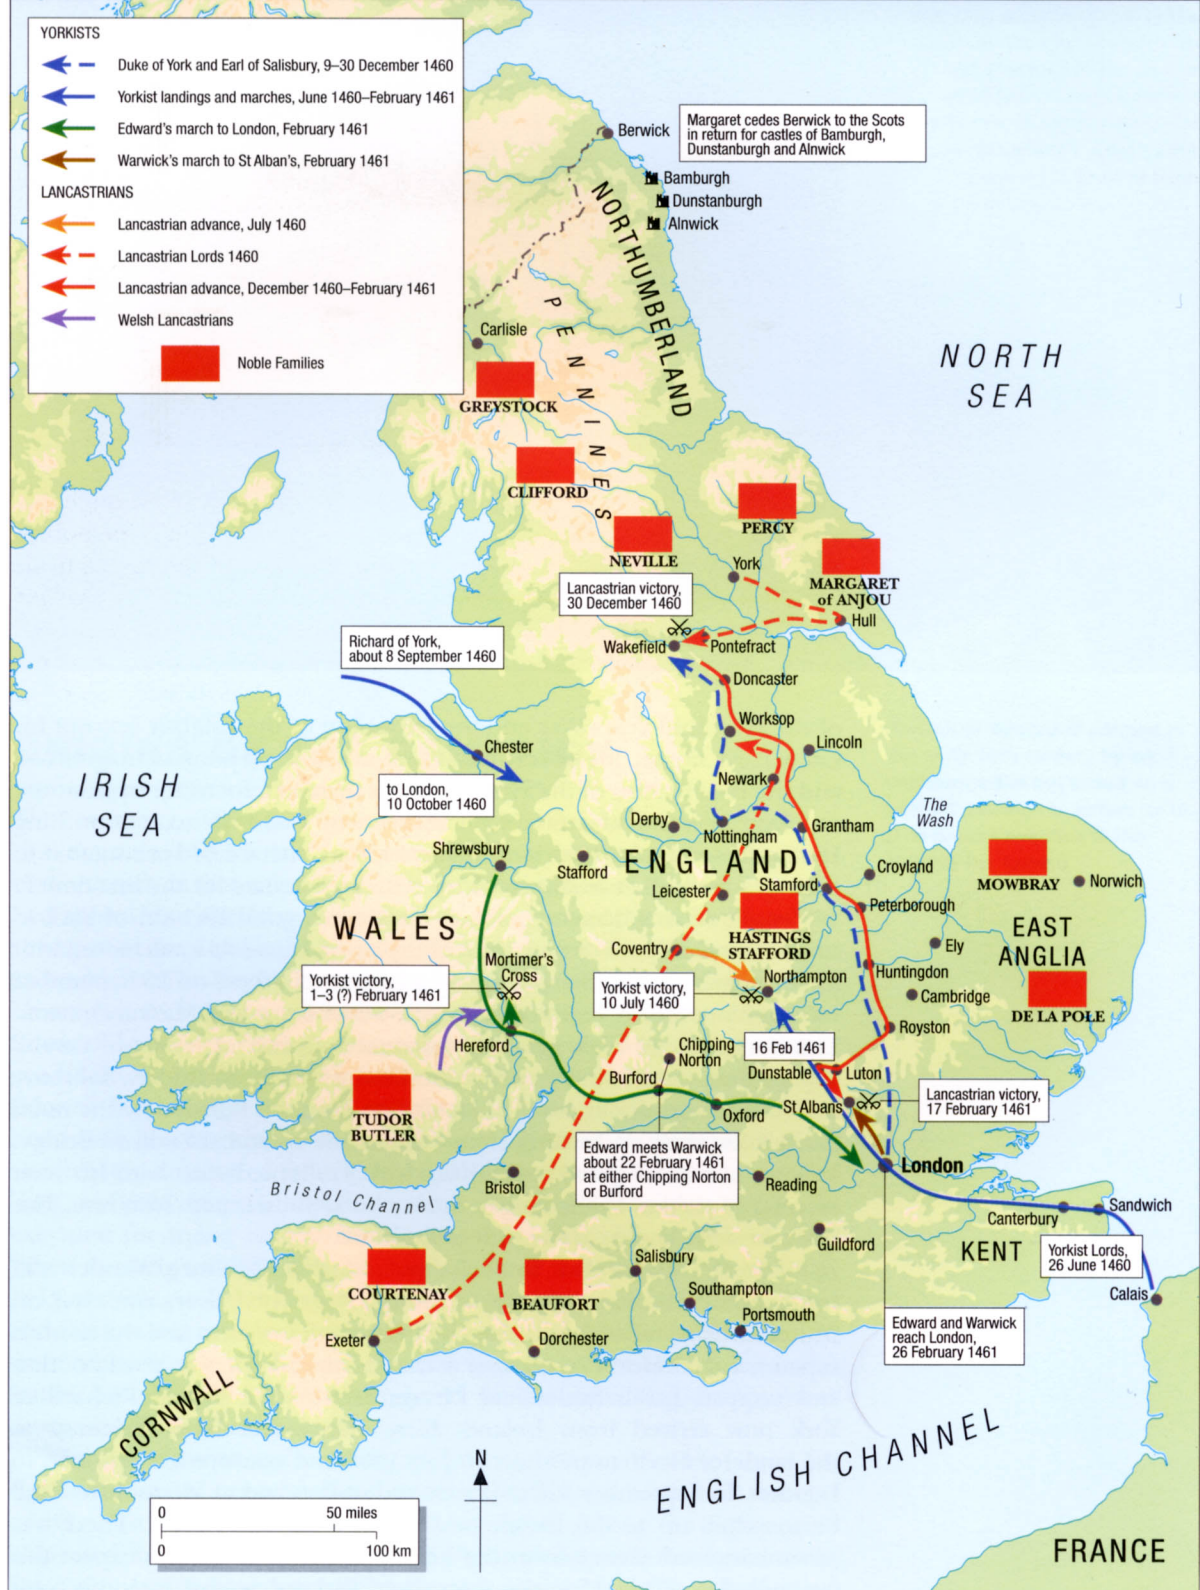 YORKISTS
Duke of York and Earl of Salisbury, 9–30 December 1460
Yorkist landings and marches, June 1460–February 1461
Edward's march to London, February 1461
Warwick's march to St Alban's, February 1461
LANCASTRIANS
Lancastrian advance, July 1460
Lancastrian Lords 1460
Lancastrian advance, December 1460–February 1461
Welsh Lancastrians
Noble Families
Berwick
Margaret cedes Berwick to the Scots
in return for castles of Bamburgh,
Dunstanburgh and Alnwick
Bamburgh
Dunstanburgh
Alnwick
NORTHUMBERLAND
PENNINES
Carlisle
NORTH
SEA
GREYSTOCK
CLIFFORD
PERCY
NEVILLE
York
MARGARET
of ANJOU
Lancastrian victory,
30 December 1460
Hull
Wakefield
Pontefract
Richard of York,
about 8 September 1460
Doncaster
Worksop
Lincoln
Chester
Newark
IRISH
SEA
to London,
10 October 1460
The
Wash
Derby
Nottingham
Grantham
Shrewsbury
Stafford
ENGLAND
Croyland
MOWBRAY
Norwich
Leicester
Stamford
Peterborough
WALES
HASTINGS
STAFFORD
EAST
ANGLIA
Coventry
Ely
Mortimer's
Cross
Yorkist victory,
1–3 (?) February 1461
Yorkist victory,
10 July 1460
Northampton
Huntingdon
Cambridge
DE LA POLE
Royston
Hereford
Chipping
Norton
16 Feb 1461
Burford
Dunstable
Luton
TUDOR
BUTLER
Oxford
St Albans
Lancastrian victory,
17 February 1461
Edward meets Warwick
about 22 February 1461
at either Chipping Norton
or Burford
London
Bristol
Reading
Bristol Channel
Canterbury
Sandwich
Guildford
KENT
Yorkist Lords,
26 June 1460
Salisbury
COURTENAY
BEAUFORT
Southampton
Calais
Portsmouth
Edward and Warwick
reach London,
26 February 1461
Exeter
Dorchester
CORNWALL
ENGLISH CHANNEL
N
0
50 miles
0
100 km
FRANCE